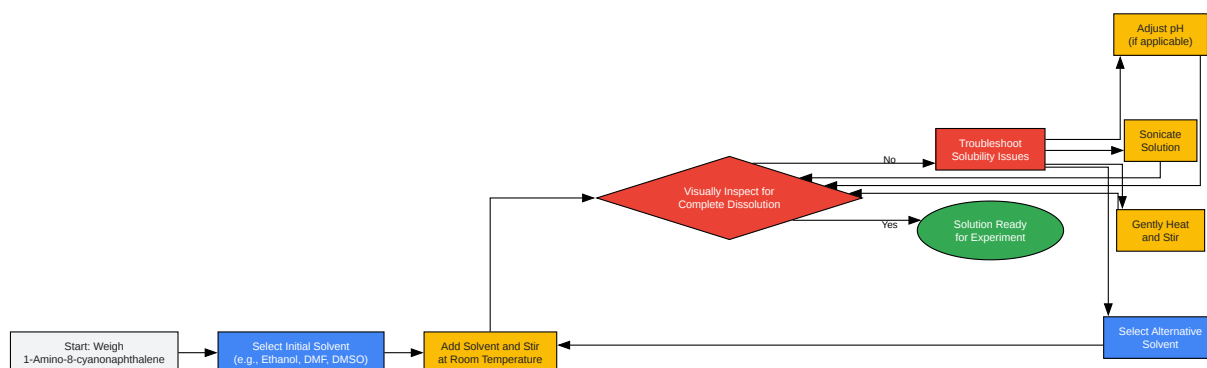 Adjust pH
(if applicable)
Troubleshoot
Solubility Issues
Sonicate
Solution
No
Visually Inspect for
Complete Dissolution
Yes
Solution Ready
for Experiment
Gently Heat
and Stir
Start: Weigh
1-Amino-8-cyanonaphthalene
Select Initial Solvent
(e.g., Ethanol, DMF, DMSO)
Add Solvent and Stir
at Room Temperature
Select Alternative
Solvent